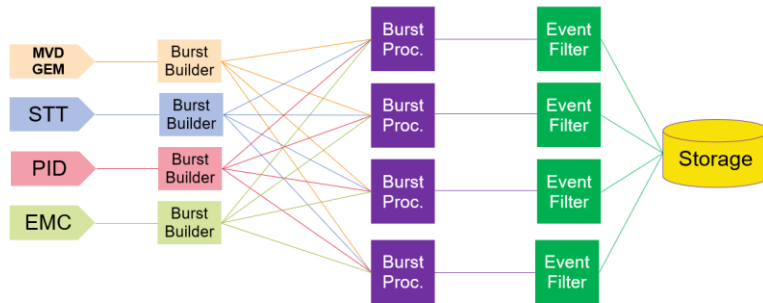 MVD
GEM
Burst
Builder
Burst
Proc.
Event
Filter
STT
Burst
Builder
Burst
Proc.
Event
Filter
Storage
PID
Burst
Builder
Burst
Proc.
Event
Filter
EMC
Burst
Builder
Burst
Proc.
Event
Filter